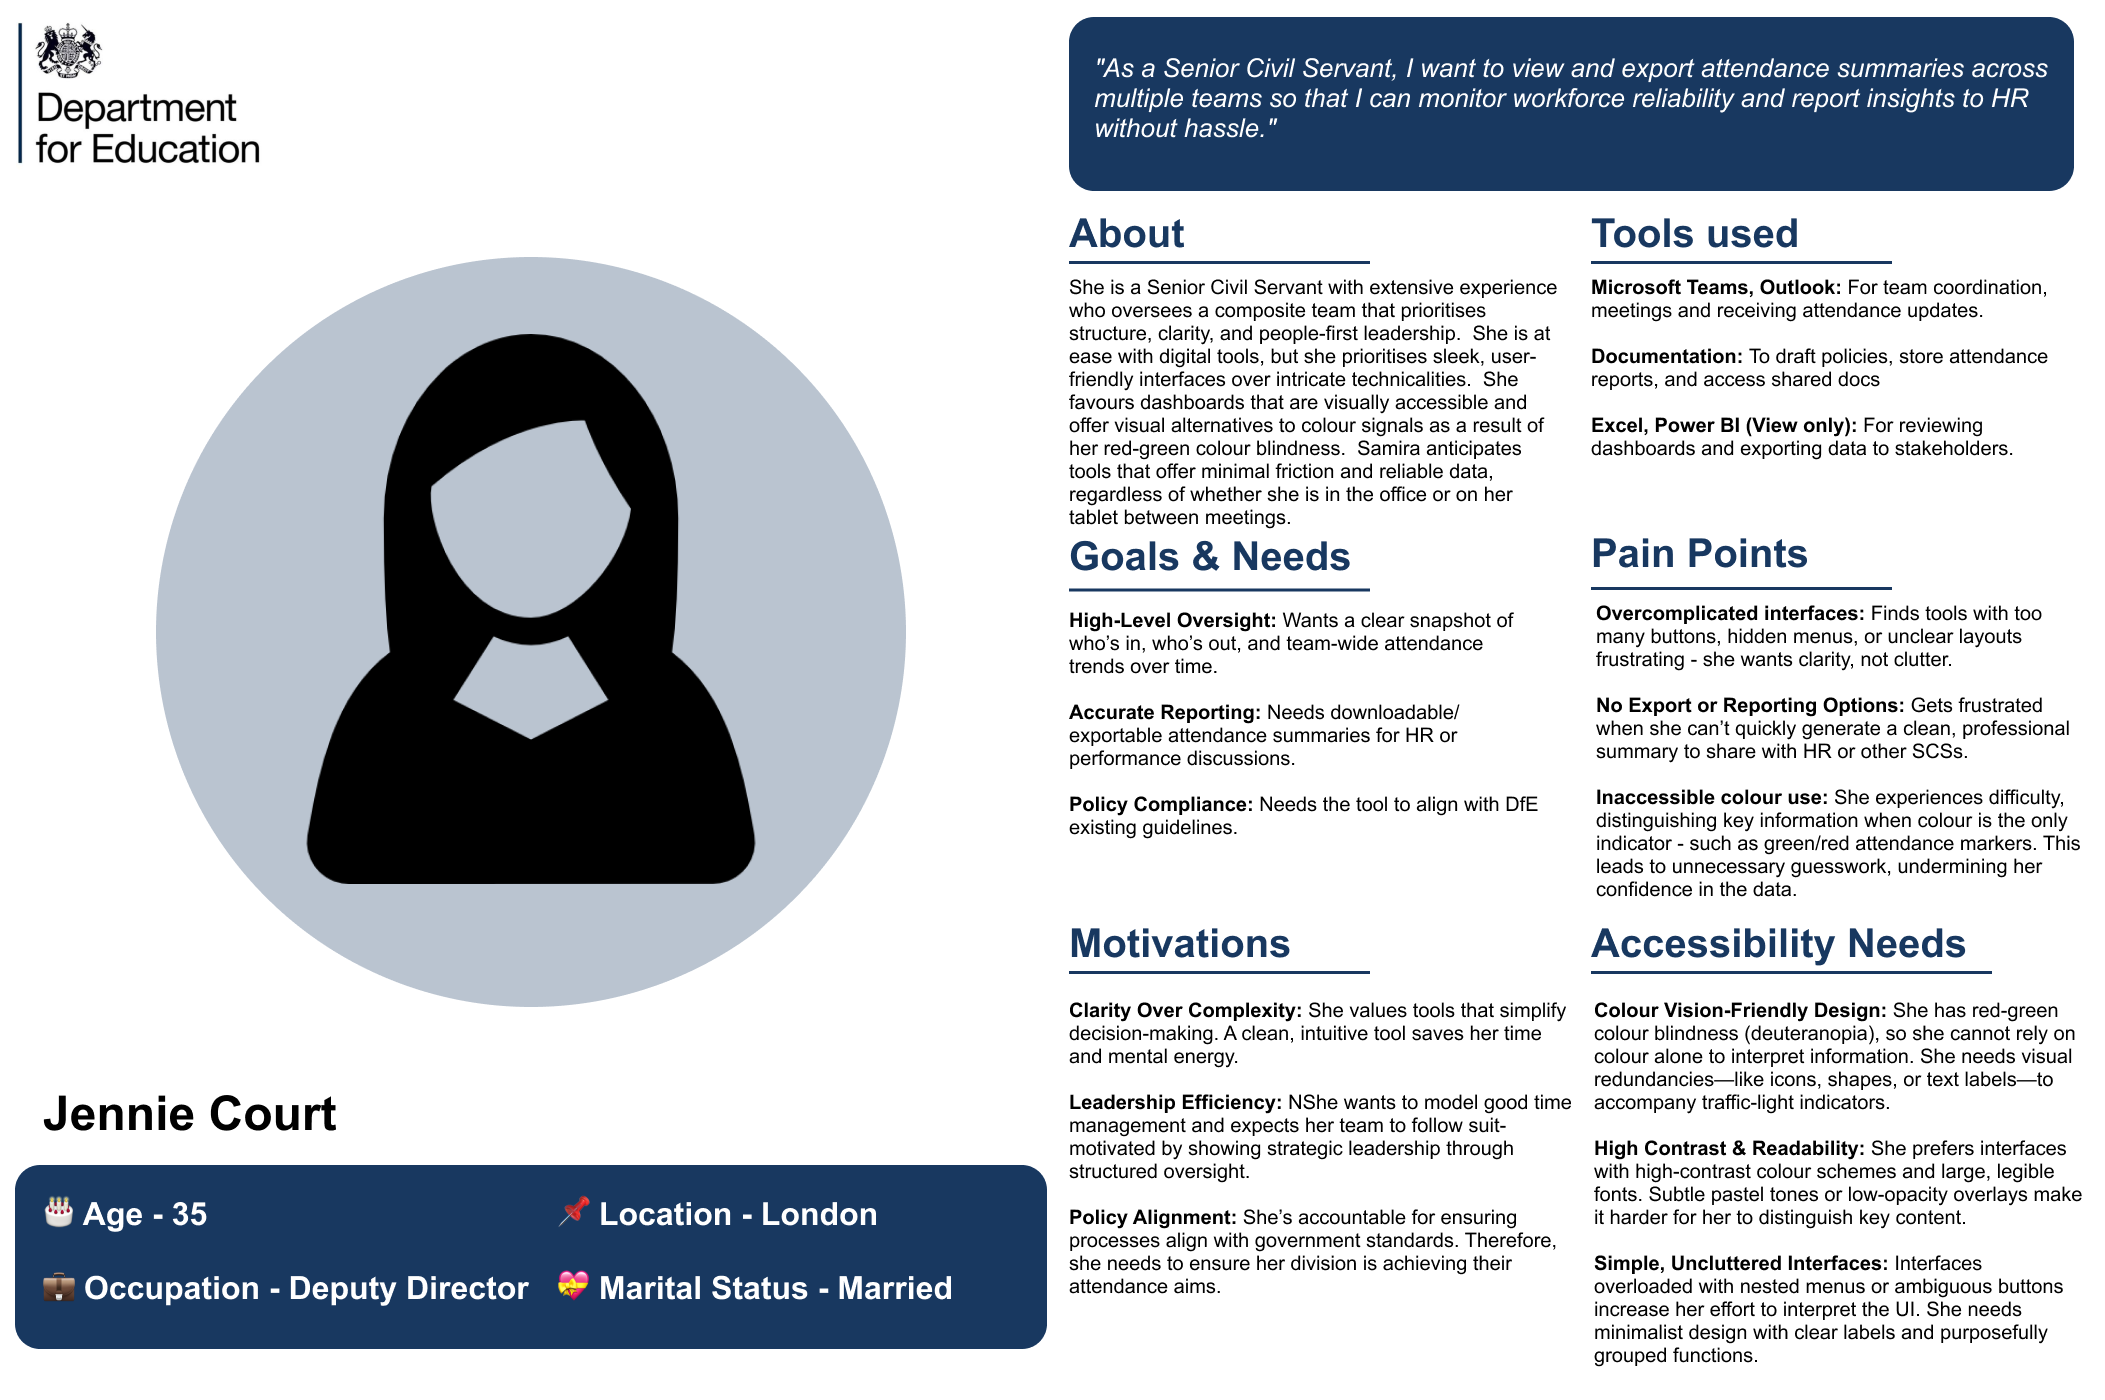 Department
for Education
Jennie Court
Age - 35
Location - London
Occupation - Deputy Director
Marital Status - Married
"As a Senior Civil Servant, I want to view and export attendance summaries across
multiple teams so that I can monitor workforce reliability and report insights to HR
without hassle."
About
She is a Senior Civil Servant with extensive experience
who oversees a composite team that prioritises
structure, clarity, and people-first leadership.  She is at
ease with digital tools, but she prioritises sleek, user-
friendly interfaces over intricate technicalities.  She
favours dashboards that are visually accessible and
offer visual alternatives to colour signals as a result of
her red-green colour blindness.  Samira anticipates
tools that offer minimal friction and reliable data,
regardless of whether she is in the office or on her
tablet between meetings.
Tools used
Microsoft Teams, Outlook: For team coordination,
meetings and receiving attendance updates.
Documentation: To draft policies, store attendance
reports, and access shared docs
Excel, Power BI (View only): For reviewing
dashboards and exporting data to stakeholders.
Goals & Needs
High-Level Oversight: Wants a clear snapshot of
who’s in, who’s out, and team-wide attendance
trends over time.
Accurate Reporting: Needs downloadable/
exportable attendance summaries for HR or
performance discussions.
Policy Compliance: Needs the tool to align with DfE
existing guidelines.
Pain Points
Overcomplicated interfaces: Finds tools with too
many buttons, hidden menus, or unclear layouts
frustrating - she wants clarity, not clutter.
No Export or Reporting Options: Gets frustrated
when she can’t quickly generate a clean, professional
summary to share with HR or other SCSs.
Inaccessible colour use: She experiences difficulty,
distinguishing key information when colour is the only
indicator - such as green/red attendance markers. This
leads to unnecessary guesswork, undermining her
confidence in the data.
Motivations
Clarity Over Complexity: She values tools that simplify
decision-making. A clean, intuitive tool saves her time
and mental energy.
Leadership Efficiency: NShe wants to model good time
management and expects her team to follow suit-
motivated by showing strategic leadership through
structured oversight.
Policy Alignment: She’s accountable for ensuring
processes align with government standards. Therefore,
she needs to ensure her division is achieving their
attendance aims.
Accessibility Needs
Colour Vision-Friendly Design: She has red-green
colour blindness (deuteranopia), so she cannot rely on
colour alone to interpret information. She needs visual
redundancies—like icons, shapes, or text labels—to
accompany traffic-light indicators.
High Contrast & Readability: She prefers interfaces
with high-contrast colour schemes and large, legible
fonts. Subtle pastel tones or low-opacity overlays make
it harder for her to distinguish key content.
Simple, Uncluttered Interfaces: Interfaces
overloaded with nested menus or ambiguous buttons
increase her effort to interpret the UI. She needs
minimalist design with clear labels and purposefully
grouped functions.